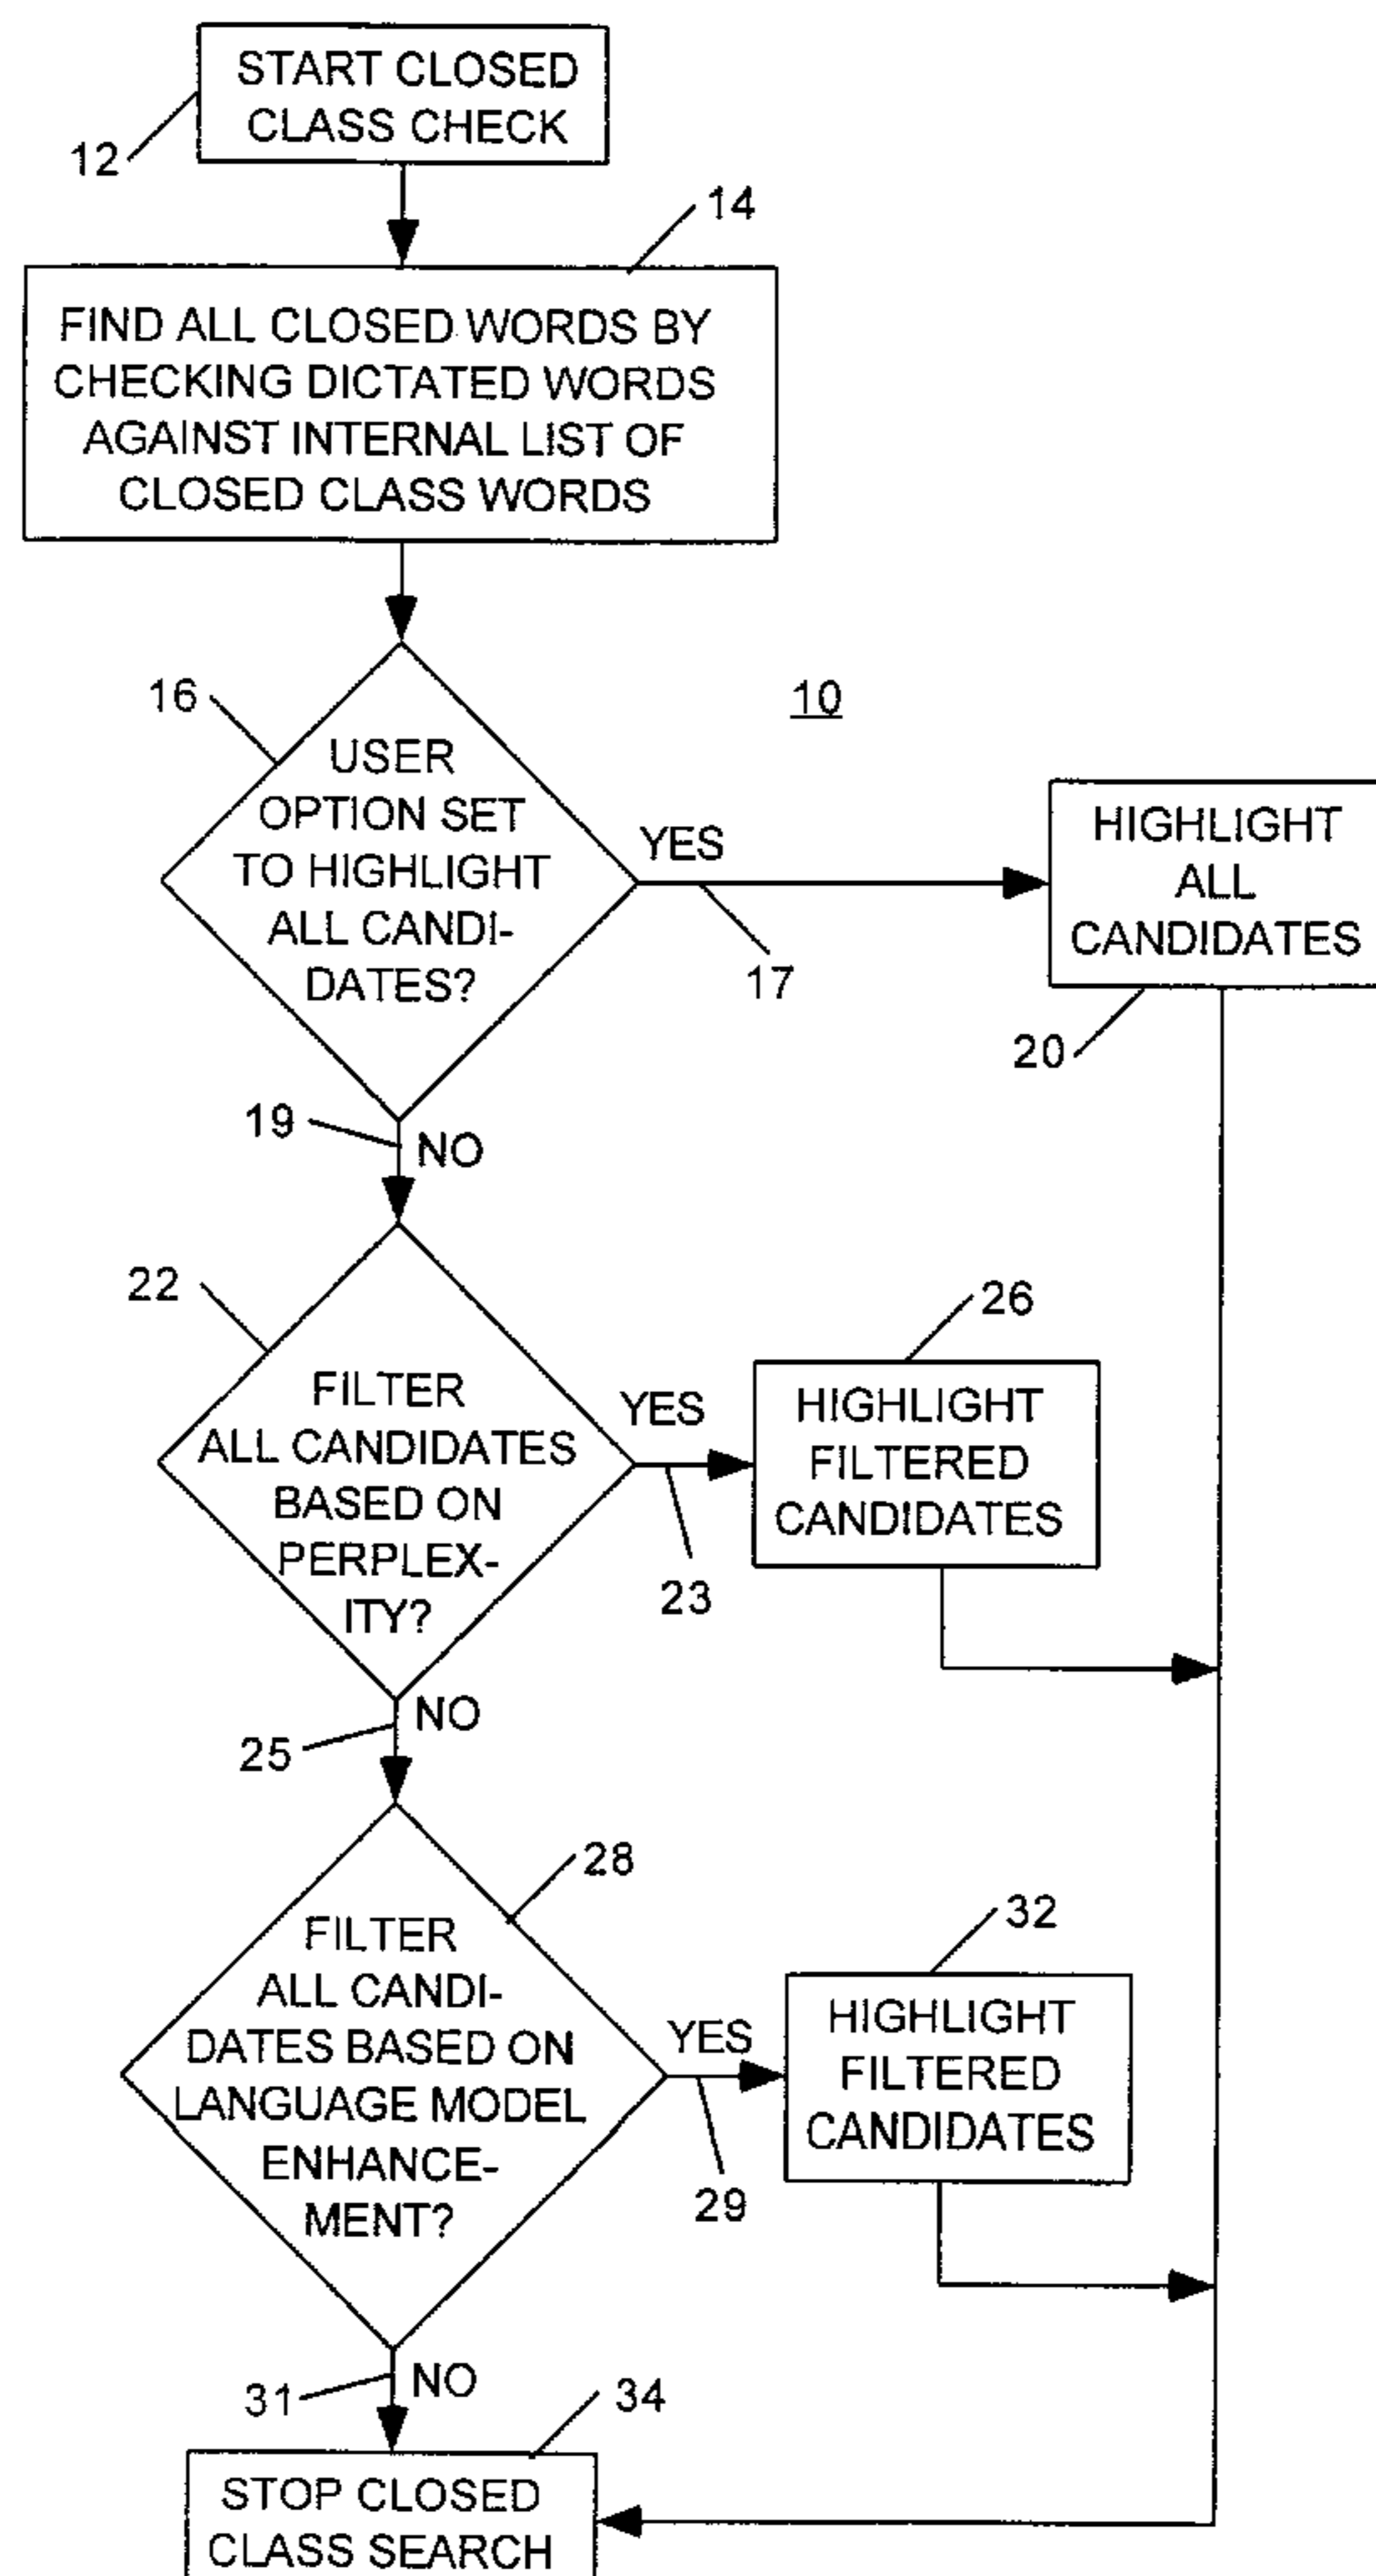 START CLOSED
CLASS CHECK
12
14
FIND ALL CLOSED WORDS BY
CHECKING DICTATED WORDS
AGAINST INTERNAL LIST OF
CLOSED CLASS WORDS
16
10
USER
OPTION SET
TO HIGHLIGHT
ALL CANDI-
DATES?
YES
17
HIGHLIGHT
ALL
CANDIDATES
20
19
NO
22
FILTER
ALL CANDIDATES
BASED ON
PERPLEX-
ITY?
YES
23
26
HIGHLIGHT
FILTERED
CANDIDATES
25
NO
28
FILTER
ALL CANDI-
DATES BASED ON
LANGUAGE MODEL
ENHANCE-
MENT?
YES
29
32
HIGHLIGHT
FILTERED
CANDIDATES
31
NO
34
STOP CLOSED
CLASS SEARCH